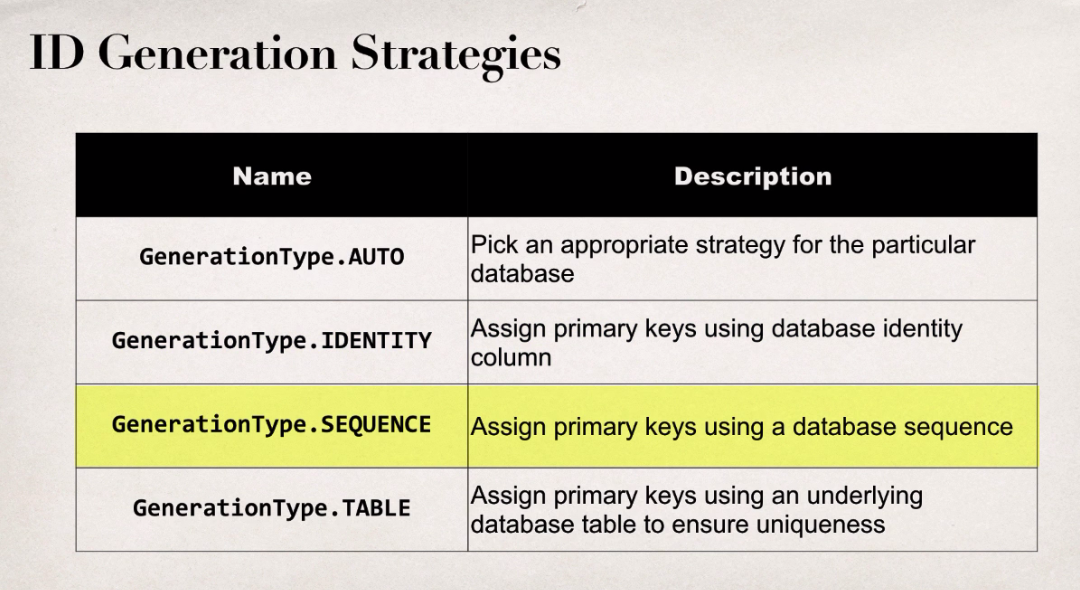 ID Generation Strategies
Name
Description
GenerationType.AUTO
Pick an appropriate strategy for the particular
database
GenerationType.IDENTITY
Assign primary keys using database identity
column
GenerationType.SEQUENCE
Assign primary keys using a database sequence
GenerationType.TABLE
Assign primary keys using an underlying
database table to ensure uniqueness